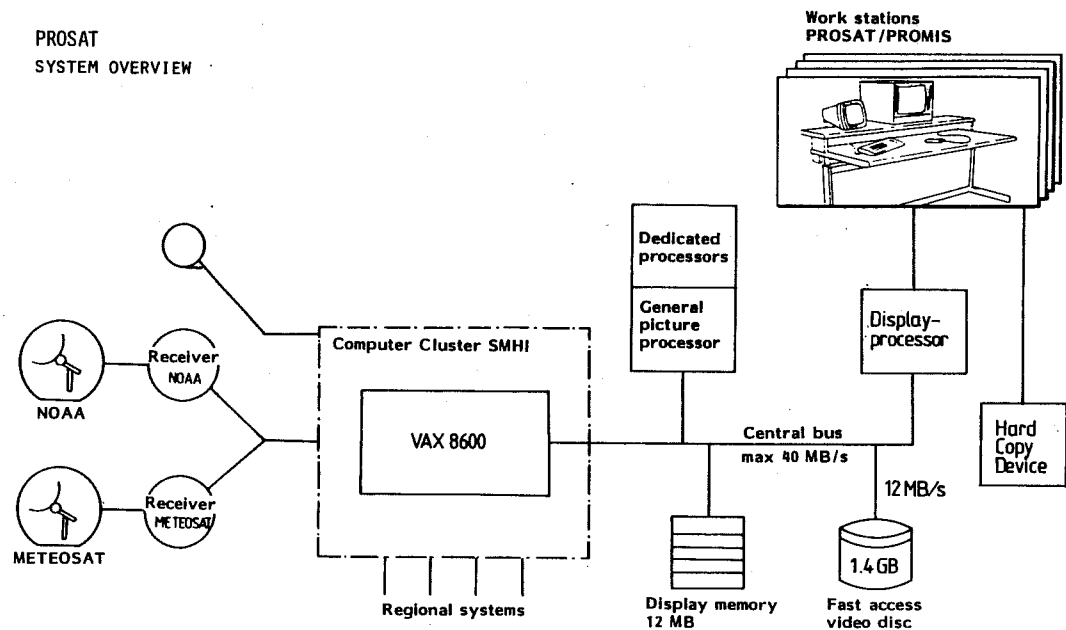 PROSAT
SYSTEM OVERVIEW
Work stations
PROSAT/PROMIS
Dedicated
processors
General
picture
processor
Display-
processor
Receiver
NOAA
NOAA
Computer Cluster SMHI
VAX 8600
Central bus
max 40 MB/s
Hard
Copy
Device
12 MB/s
Receiver
METEOSAT
METEOSAT
1.4 GB
Regional systems
Display memory
12 MB
Fast access
video disc